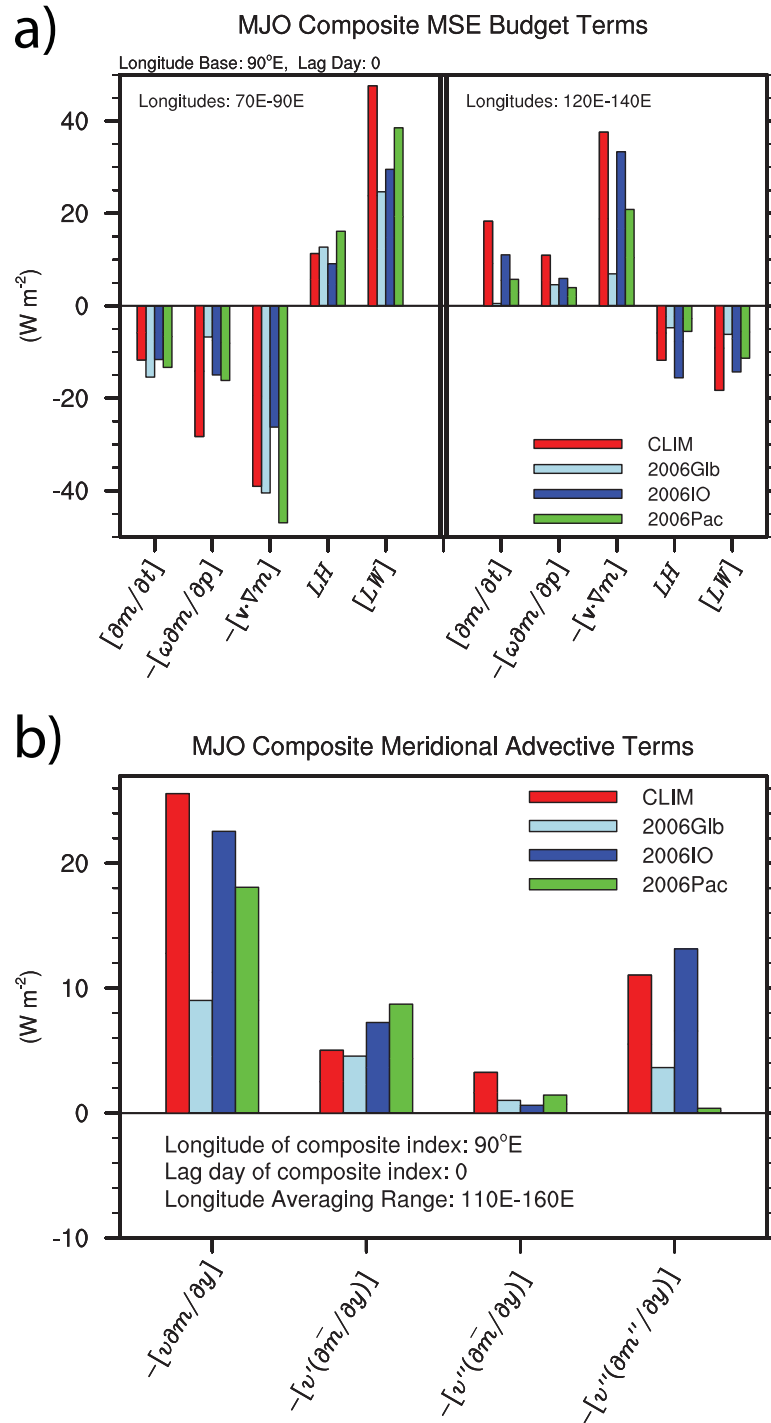 a)
MJO Composite MSE Budget Terms
Longitude Base: 90°E, Lag Day: 0
Longitudes: 70E-90E
Longitudes: 120E-140E
40
20
0
-20
-40
(W m⁻²)
CLIM
2006Glb
2006IO
2006Pac
[∂m/∂t]
−[ω∂m/∂p]
−[v·∇m]
LH
[LW]
[∂m/∂t]
−[ω∂m/∂p]
−[v·∇m]
LH
[LW]
b)
MJO Composite Meridional Advective Terms
CLIM
2006Glb
2006IO
2006Pac
20
10
0
-10
(W m⁻²)
Longitude of composite index: 90°E
Lag day of composite index: 0
Longitude Averaging Range: 110E-160E
−[v∂m/∂y]
−[v'(∂m̄/∂y)]
−[v''(∂m̄/∂y)]
−[v''(∂m''/∂y)]